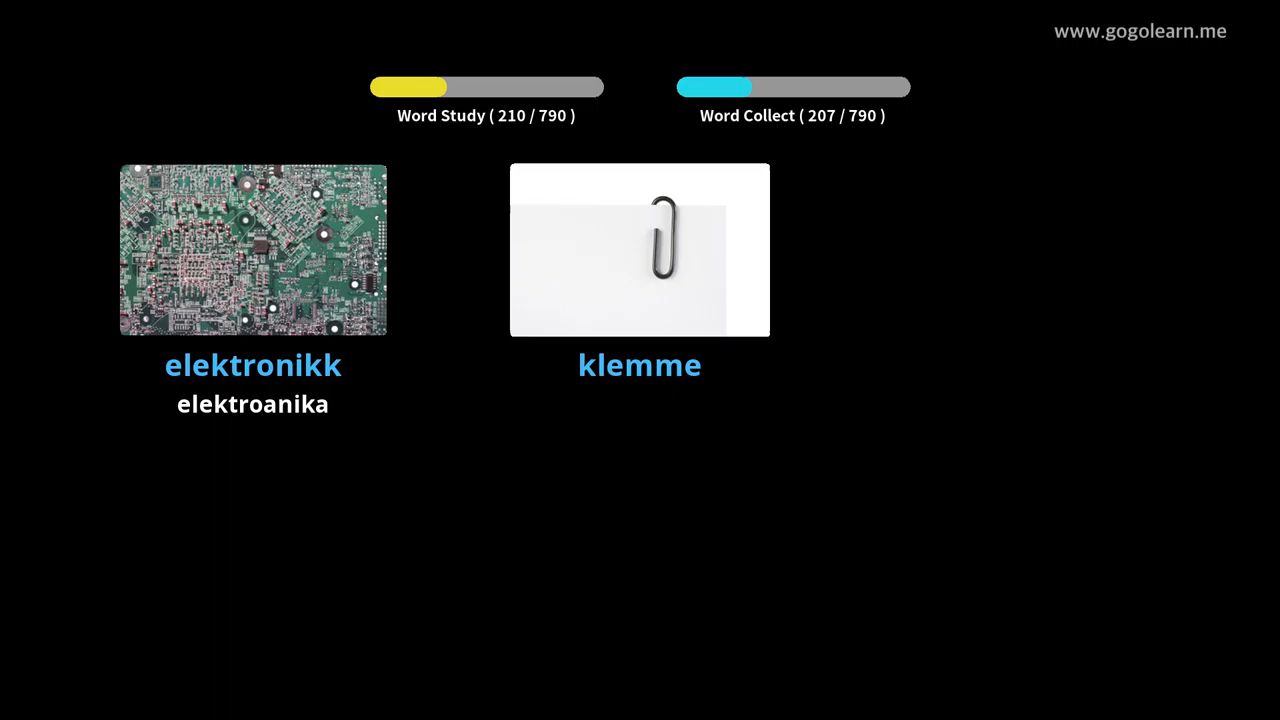 www.gogolearn.me
Word Study ( 210 / 790 )
Word Collect ( 207 / 790 )
elektronikk
klemme
elektroanika